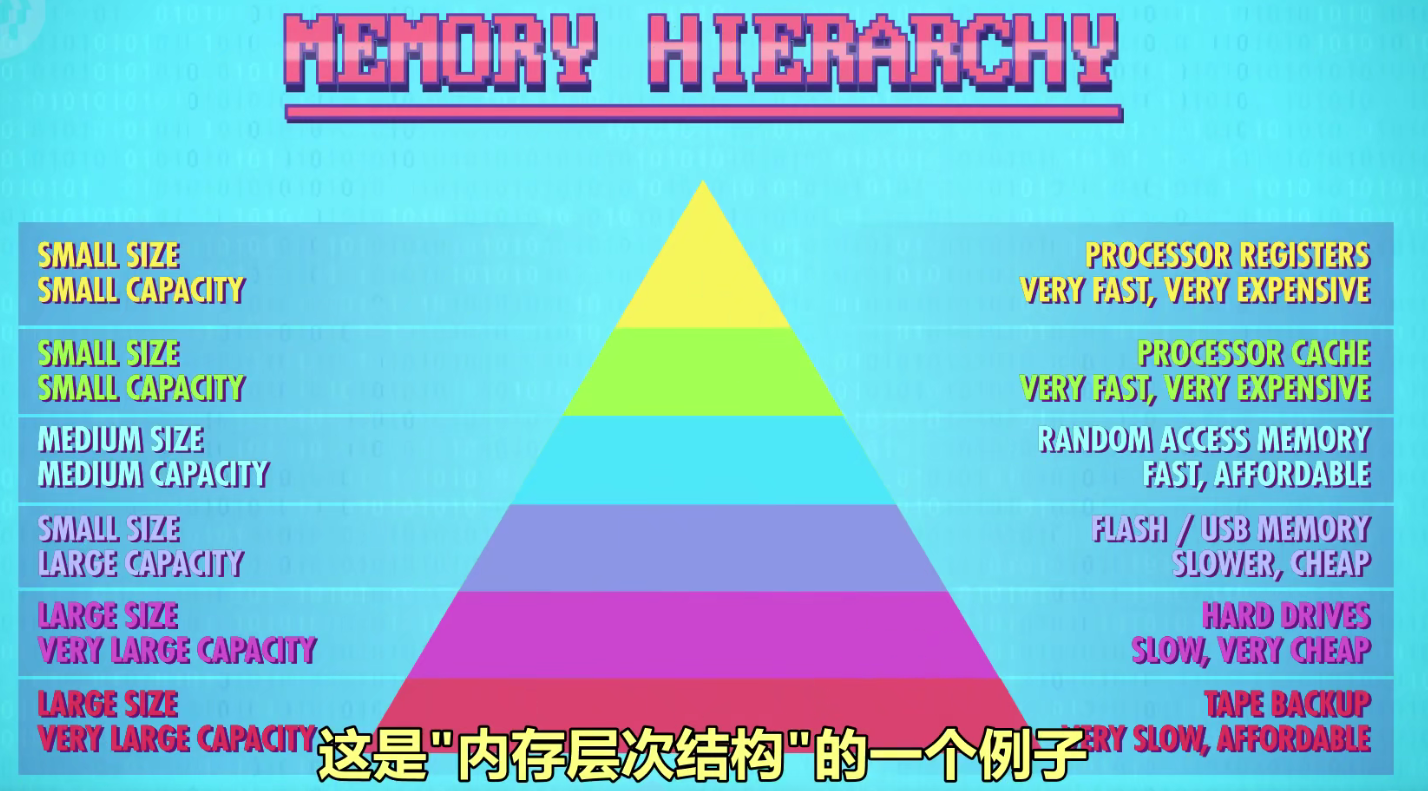 MEMORY HIERARCHY
SMALL SIZE
SMALL CAPACITY
PROCESSOR REGISTERS
VERY FAST, VERY EXPENSIVE
SMALL SIZE
SMALL CAPACITY
PROCESSOR CACHE
VERY FAST, VERY EXPENSIVE
MEDIUM SIZE
MEDIUM CAPACITY
RANDOM ACCESS MEMORY
FAST, AFFORDABLE
SMALL SIZE
LARGE CAPACITY
FLASH / USB MEMORY
SLOWER, CHEAP
LARGE SIZE
VERY LARGE CAPACITY
HARD DRIVES
SLOW, VERY CHEAP
LARGE SIZE
VERY LARGE CAPACITY
TAPE BACKUP
VERY SLOW, AFFORDABLE
这是"内存层次结构"的一个例子